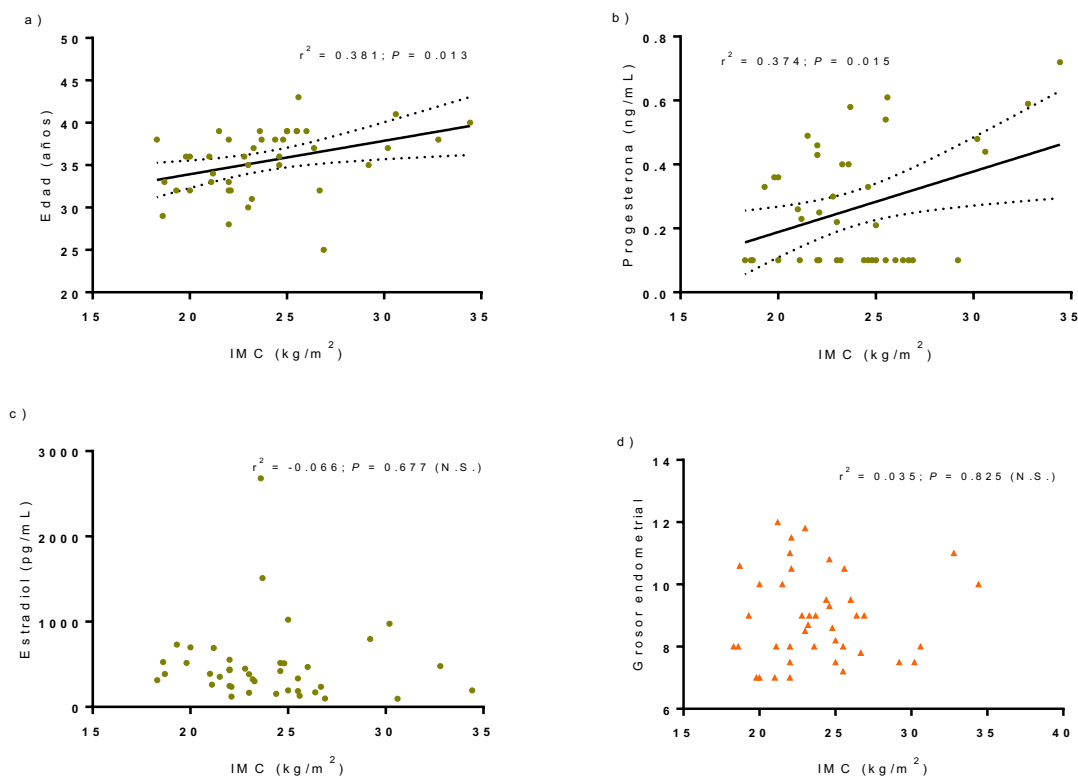 a)
r² = 0.381; P = 0.013
Edad (años)
50
45
40
35
30
25
20
15 20 25 30 35
IMC (kg/m²)
b)
r² = 0.374; P = 0.015
Progesterona (ng/mL)
0.8
0.6
0.4
0.2
0.0
15 20 25 30 35
IMC (kg/m²)
c)
r² = -0.066; P = 0.677 (N.S.)
Estradiol (pg/mL)
3000
2000
1000
0
15 20 25 30 35
IMC (kg/m²)
d)
r² = 0.035; P = 0.825 (N.S.)
Grosor endometrial
14
12
10
8
6
15 20 25 30 35 40
IMC (kg/m²)